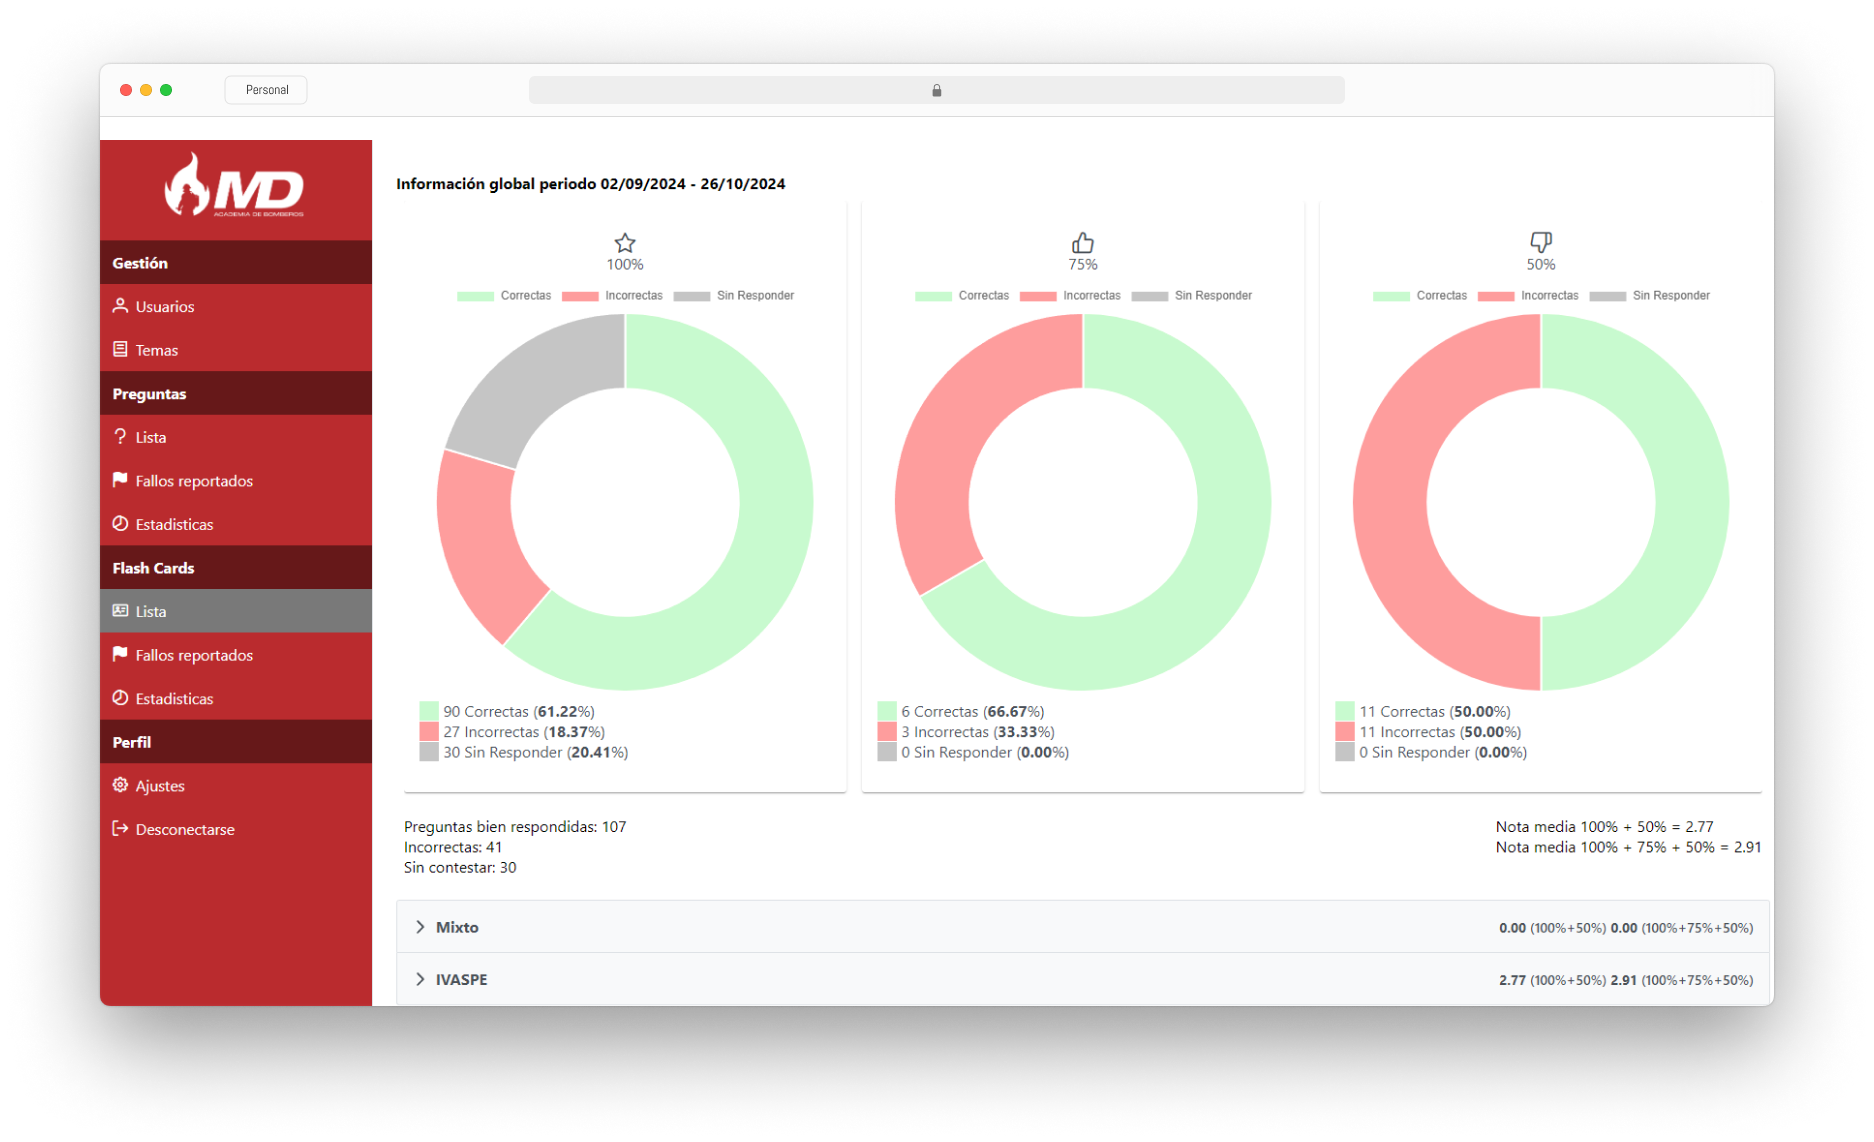 Personal
MD
ACADEMIA DE BOMBEROS
Gestión
Usuarios
Temas
Preguntas
Lista
Fallos reportados
Estadisticas
Flash Cards
Lista
Fallos reportados
Estadisticas
Perfil
Ajustes
Desconectarse
Información global periodo 02/09/2024 - 26/10/2024
100%
Correctas Incorrectas Sin Responder
90 Correctas (61.22%)
27 Incorrectas (18.37%)
30 Sin Responder (20.41%)
75%
Correctas Incorrectas Sin Responder
6 Correctas (66.67%)
3 Incorrectas (33.33%)
0 Sin Responder (0.00%)
50%
Correctas Incorrectas Sin Responder
11 Correctas (50.00%)
11 Incorrectas (50.00%)
0 Sin Responder (0.00%)
Preguntas bien respondidas: 107
Incorrectas: 41
Sin contestar: 30
Nota media 100% + 50% = 2.77
Nota media 100% + 75% + 50% = 2.91
Mixto 0.00 (100%+50%) 0.00 (100%+75%+50%)
IVASPE 2.77 (100%+50%) 2.91 (100%+75%+50%)